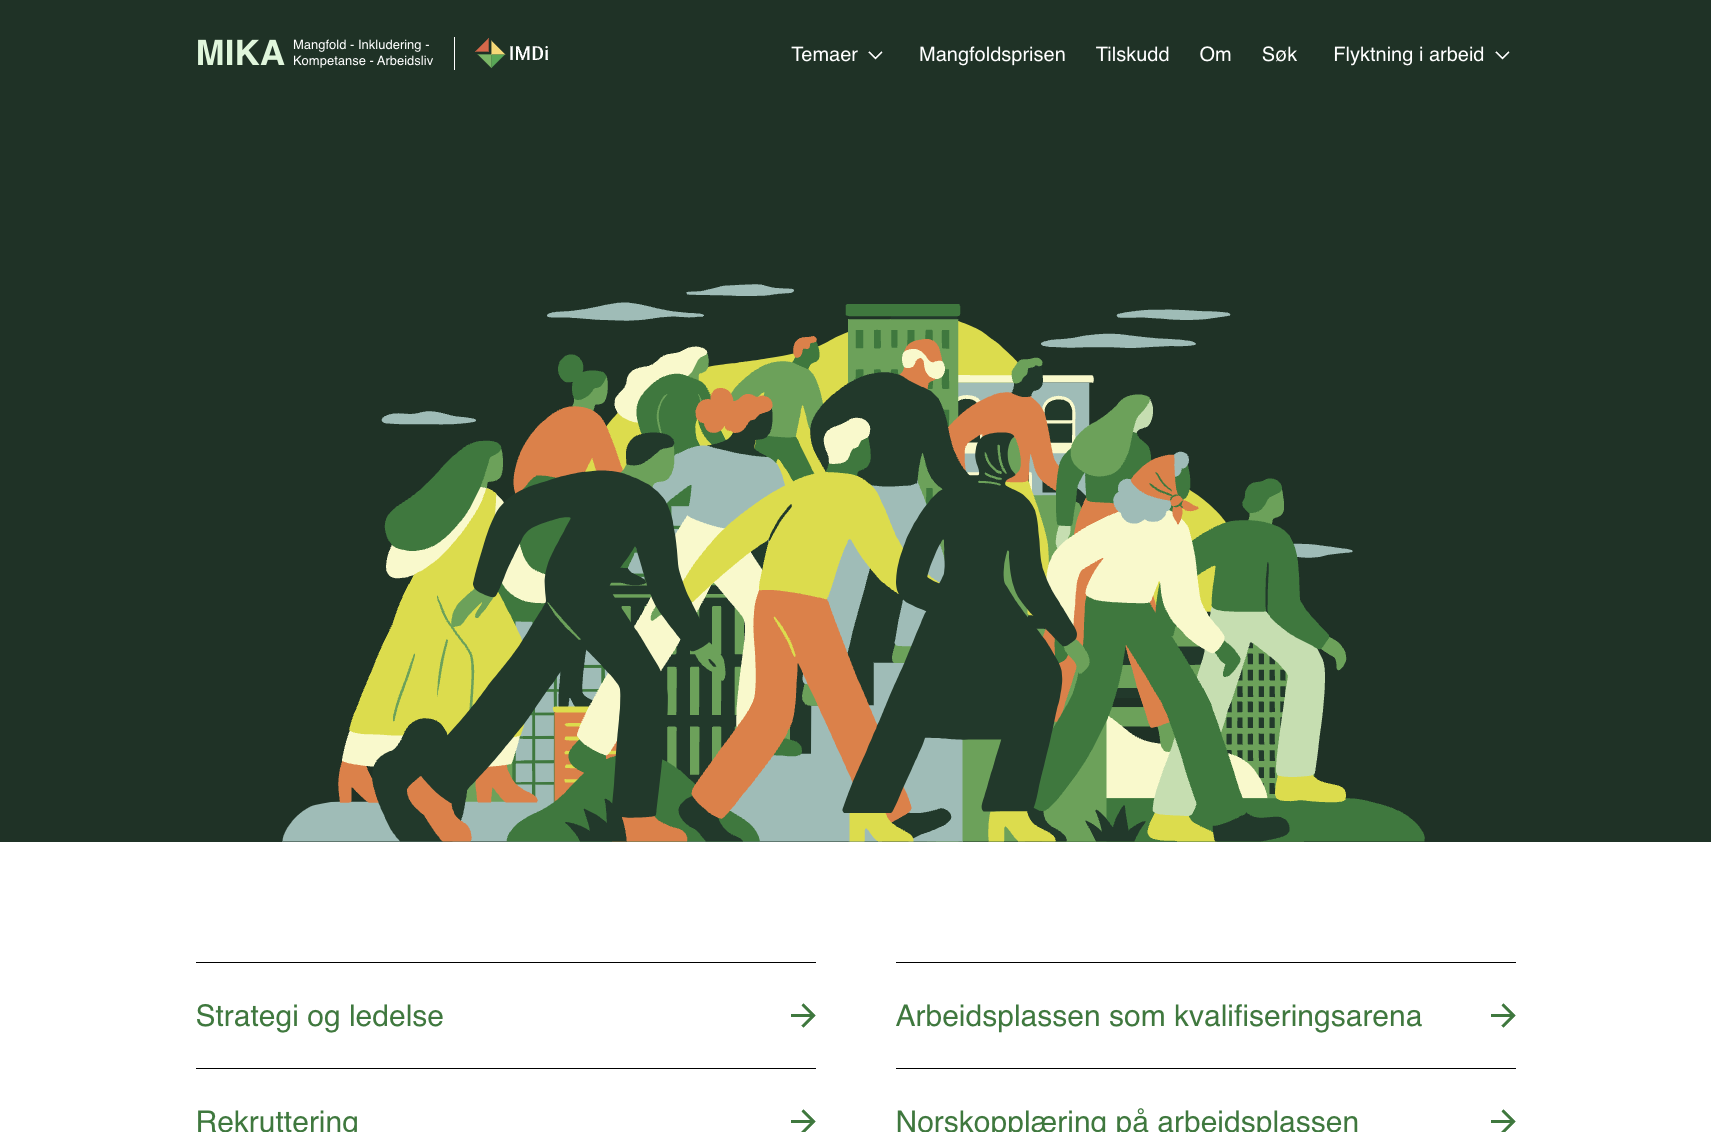 MIKA
Mangfold - Inkludering -
Kompetanse - Arbeidsliv
IMDi
Temaer
Mangfoldsprisen
Tilskudd
Om
Søk
Flyktning i arbeid
Strategi og ledelse
Arbeidsplassen som kvalifiseringsarena
Rekruttering
Norskopplæring på arbeidsplassen